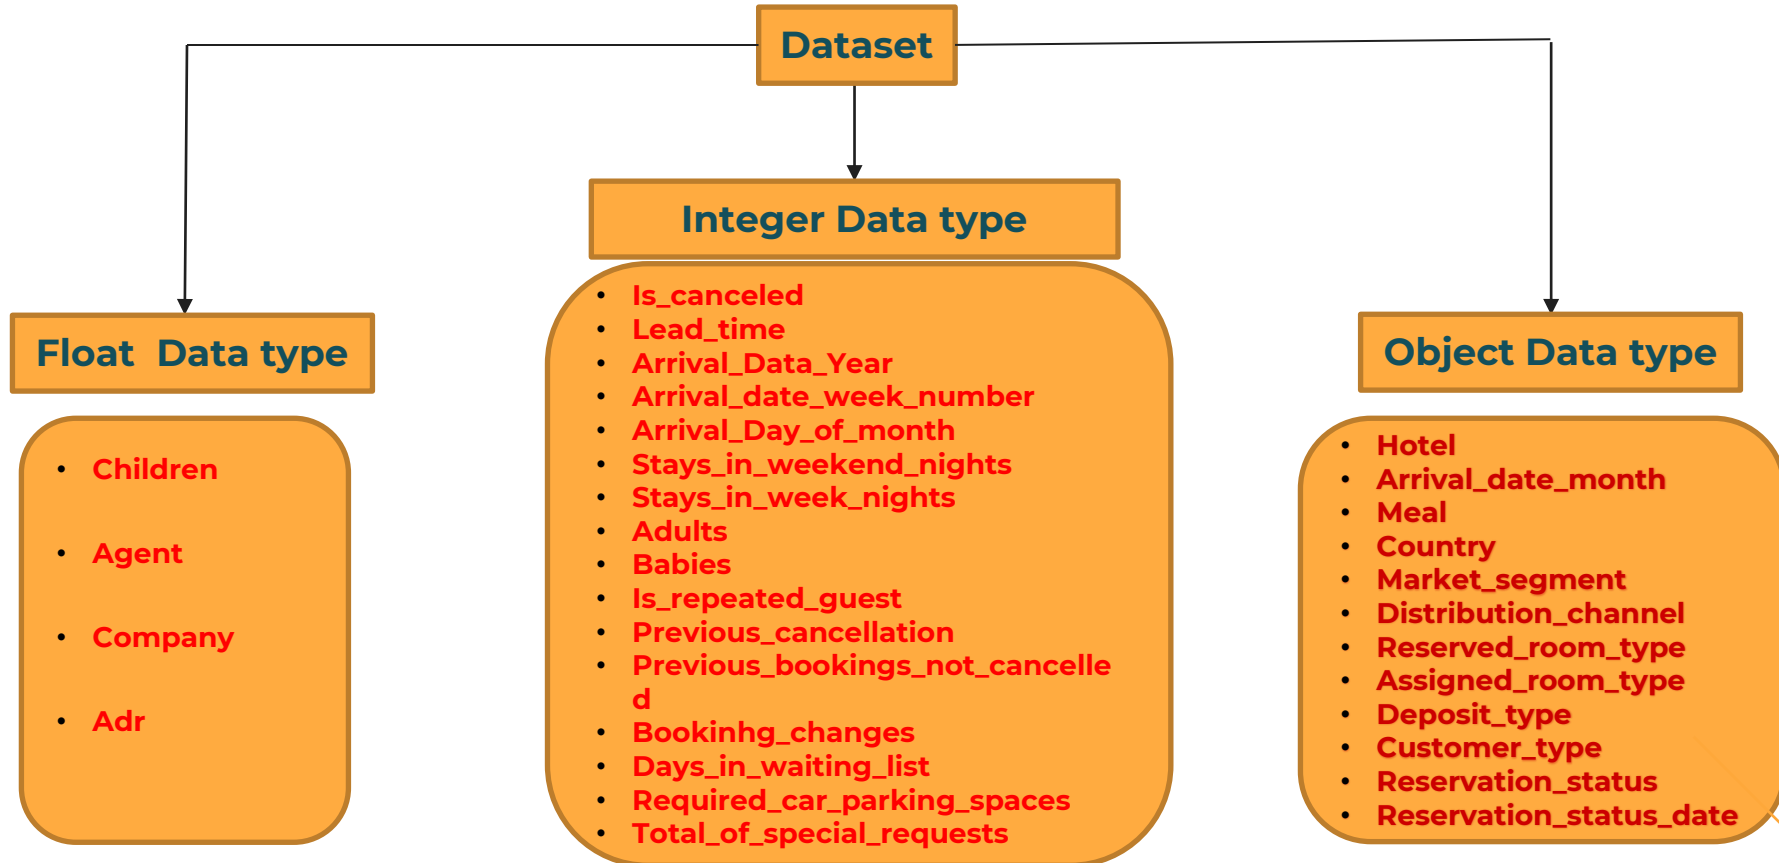 Dataset
Integer Data type
• Is_canceled
• Lead_time
• Arrival_Data_Year
• Arrival_date_week_number
• Arrival_Day_of_month
• Stays_in_weekend_nights
• Stays_in_week_nights
• Adults
• Babies
• Is_repeated_guest
• Previous_cancellation
• Previous_bookings_not_cancelle
d
• Bookinhg_changes
• Days_in_waiting_list
• Required_car_parking_spaces
• Total_of_special_requests
Float Data type
• Children
• Agent
• Company
• Adr
Object Data type
• Hotel
• Arrival_date_month
• Meal
• Country
• Market_segment
• Distribution_channel
• Reserved_room_type
• Assigned_room_type
• Deposit_type
• Customer_type
• Reservation_status
• Reservation_status_date